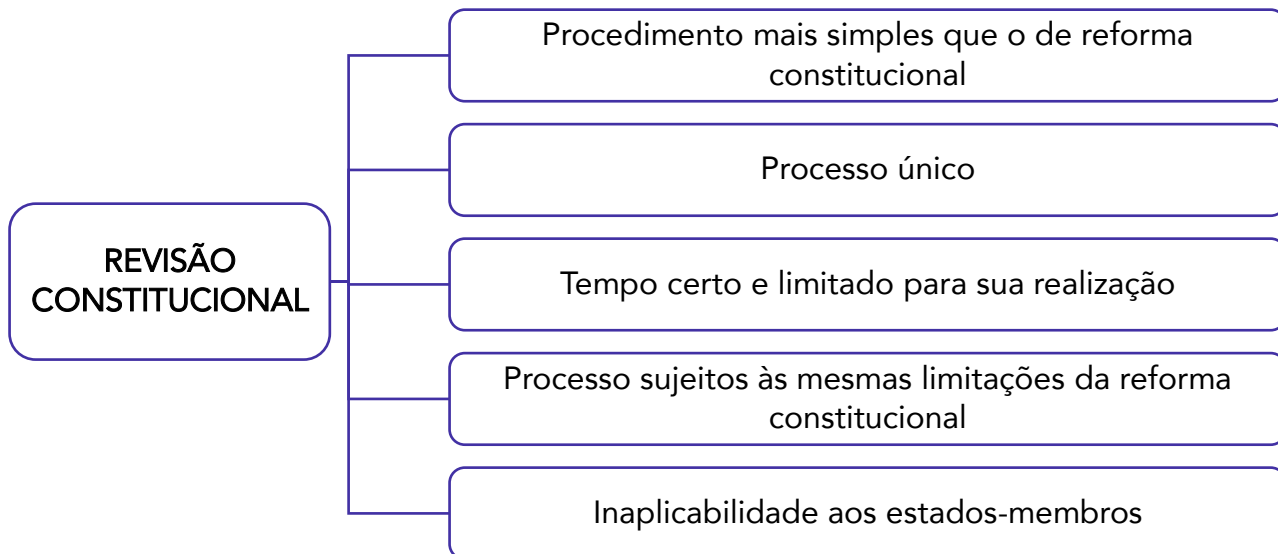 Procedimento mais simples que o de reforma
constitucional
Processo único
REVISÃO
CONSTITUCIONAL
Tempo certo e limitado para sua realização
Processo sujeitos às mesmas limitações da reforma
constitucional
Inaplicabilidade aos estados-membros